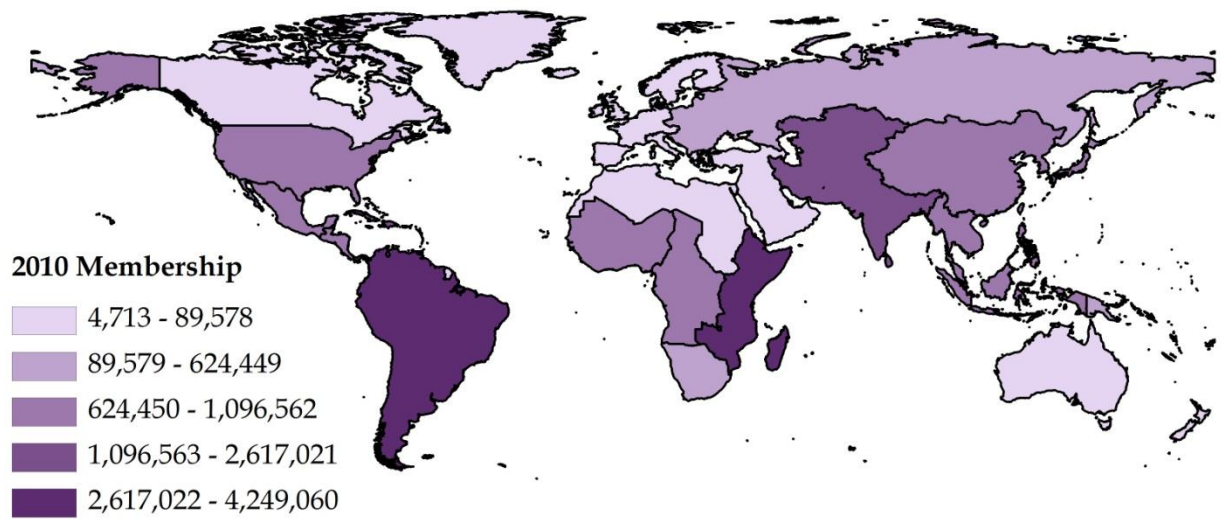 2010 Membership
4,713 - 89,578
89,579 - 624,449
624,450 - 1,096,562
1,096,563 - 2,617,021
2,617,022 - 4,249,060